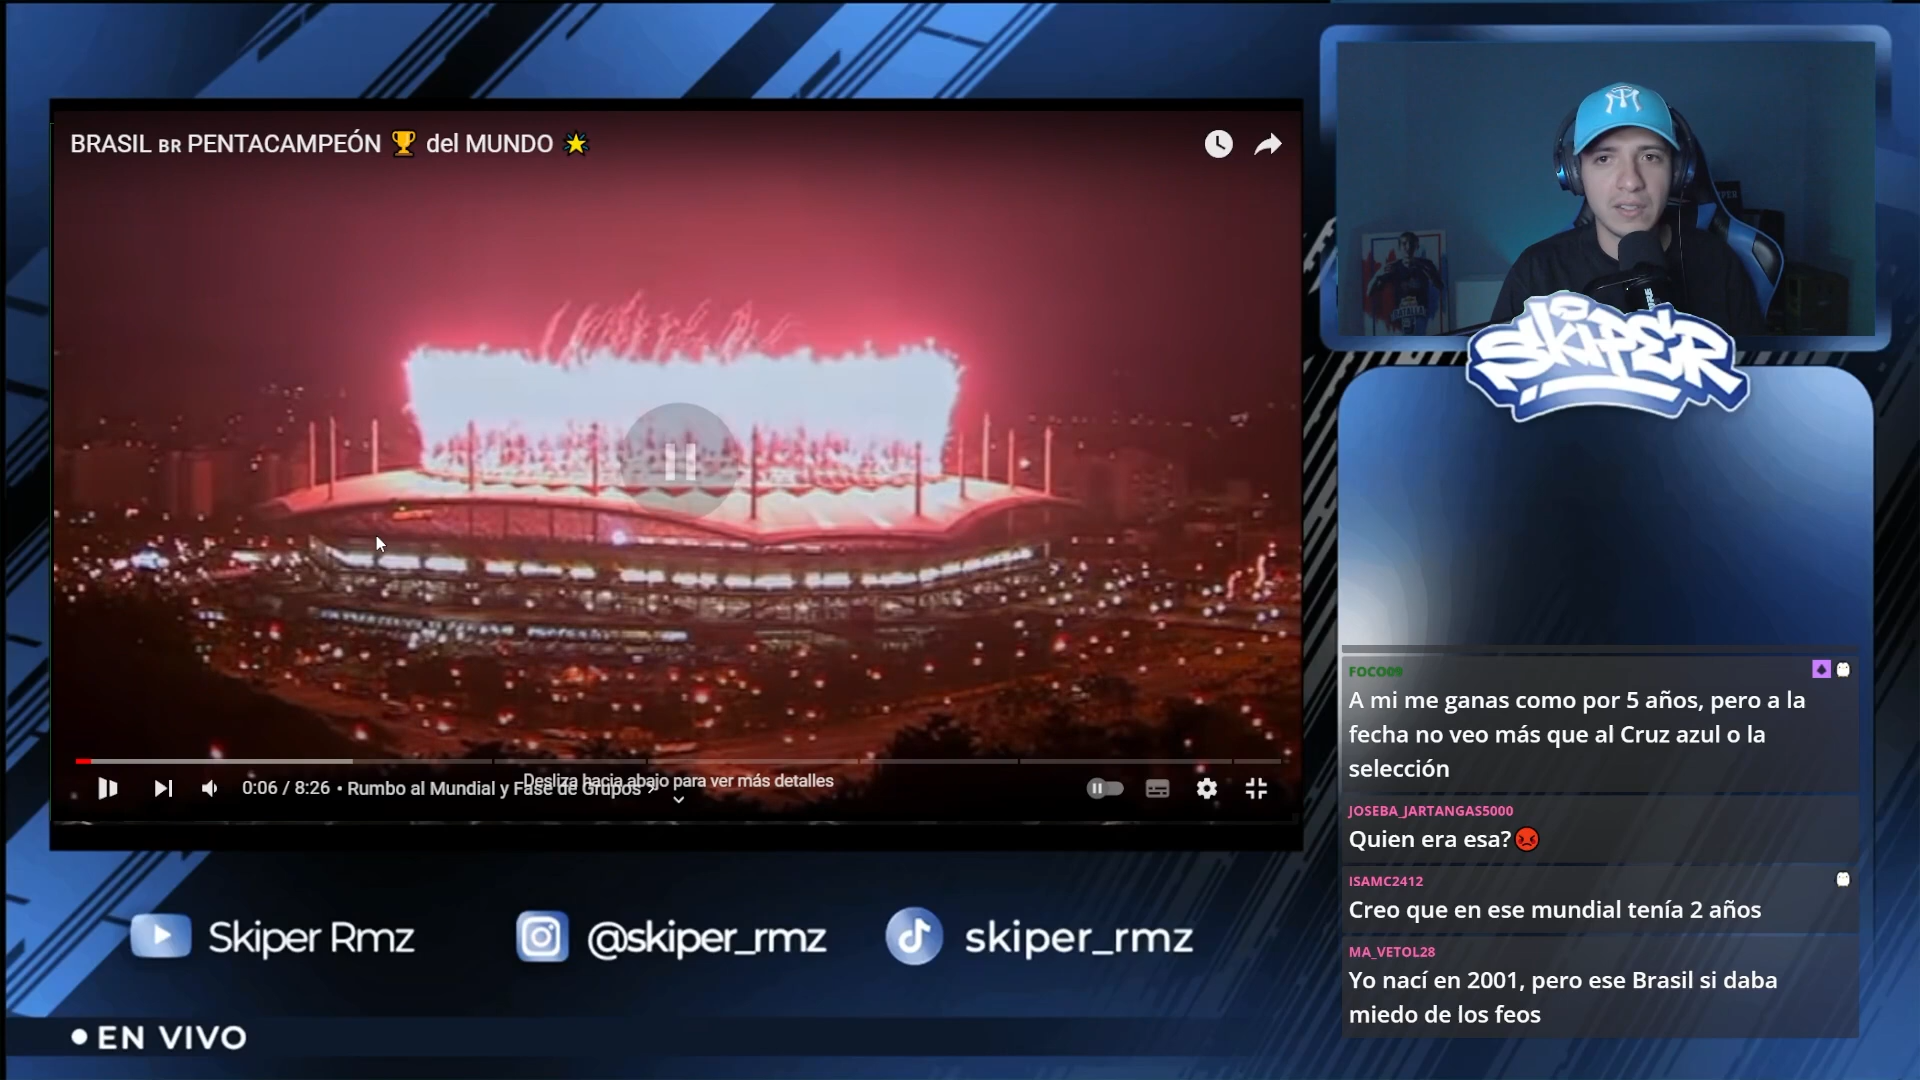 BRASIL BR PENTACAMPEÓN 🏆 del MUNDO 🌟
0:06 / 8:26 • Rumbo al Mundial y Fase de Grupos
Desliza hacia abajo para ver más detalles
SKIPER
FOCO09
A mi me ganas como por 5 años, pero a la
fecha no veo más que al Cruz azul o la
selección
JOSEBA_JARTANGAS5000
Quien era esa?😡
ISAMC2412
Creo que en ese mundial tenía 2 años
MA_VETOL28
Yo nací en 2001, pero ese Brasil si daba
miedo de los feos
Skiper Rmz
@skiper_rmz
skiper_rmz
EN VIVO